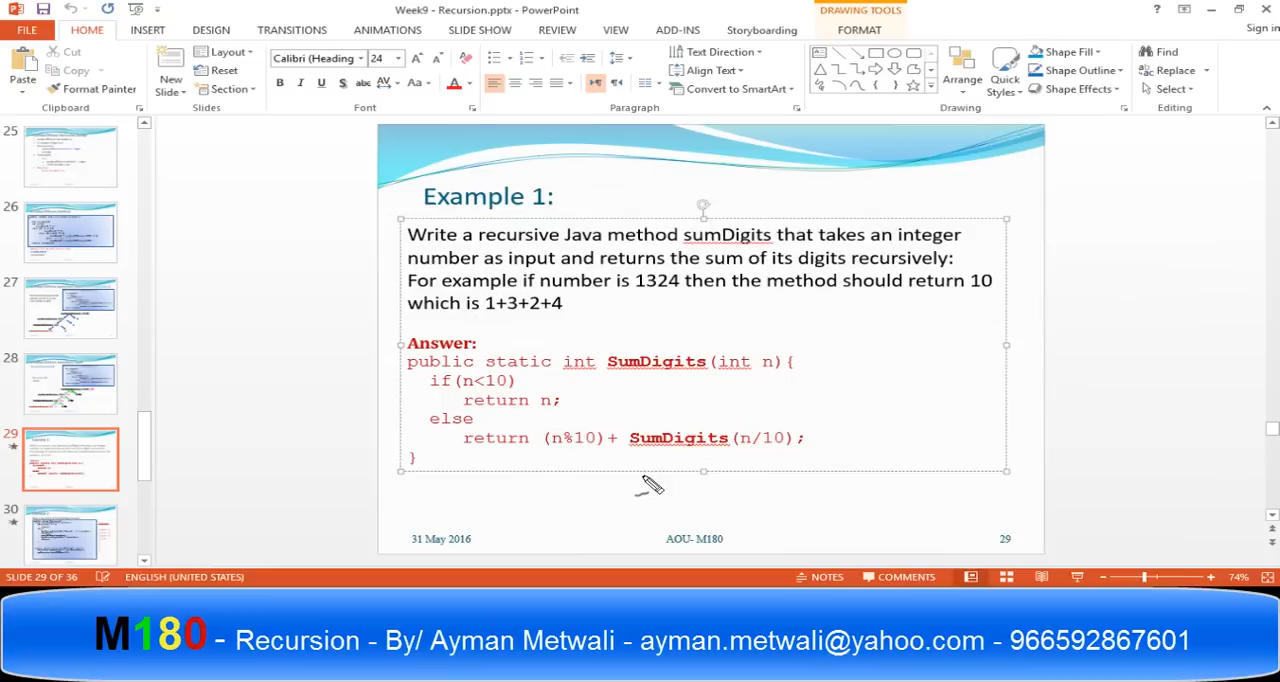 Week9 - Recursion.pptx - PowerPoint
DRAWING TOOLS
?
FILE HOME INSERT DESIGN TRANSITIONS ANIMATIONS SLIDE SHOW REVIEW VIEW ADD-INS Storyboarding FORMAT Sign in
Paste
Cut
Copy
Format Painter
Clipboard
New Slide
Layout
Reset
Section
Slides
Calibri (Heading 24
B I U S abc AV Aa A
Font
Paragraph
Text Direction
Align Text
Convert to SmartArt
Arrange
Quick Styles
Shape Fill
Shape Outline
Shape Effects
Drawing
Find
Replace
Select
Editing
25
26
27
28
29
30
Example 1:
Write a recursive Java method sumDigits that takes an integer
number as input and returns the sum of its digits recursively:
For example if number is 1324 then the method should return 10
which is 1+3+2+4
Answer:
public static int SumDigits(int n){
if(n<10)
return n;
else
return (n%10)+ SumDigits(n/10);
}
31 May 2016 AOU- M180 29
SLIDE 29 OF 36 ENGLISH (UNITED STATES) NOTES COMMENTS 74%
M180 - Recursion - By/ Ayman Metwali - ayman.metwali@yahoo.com - 966592867601